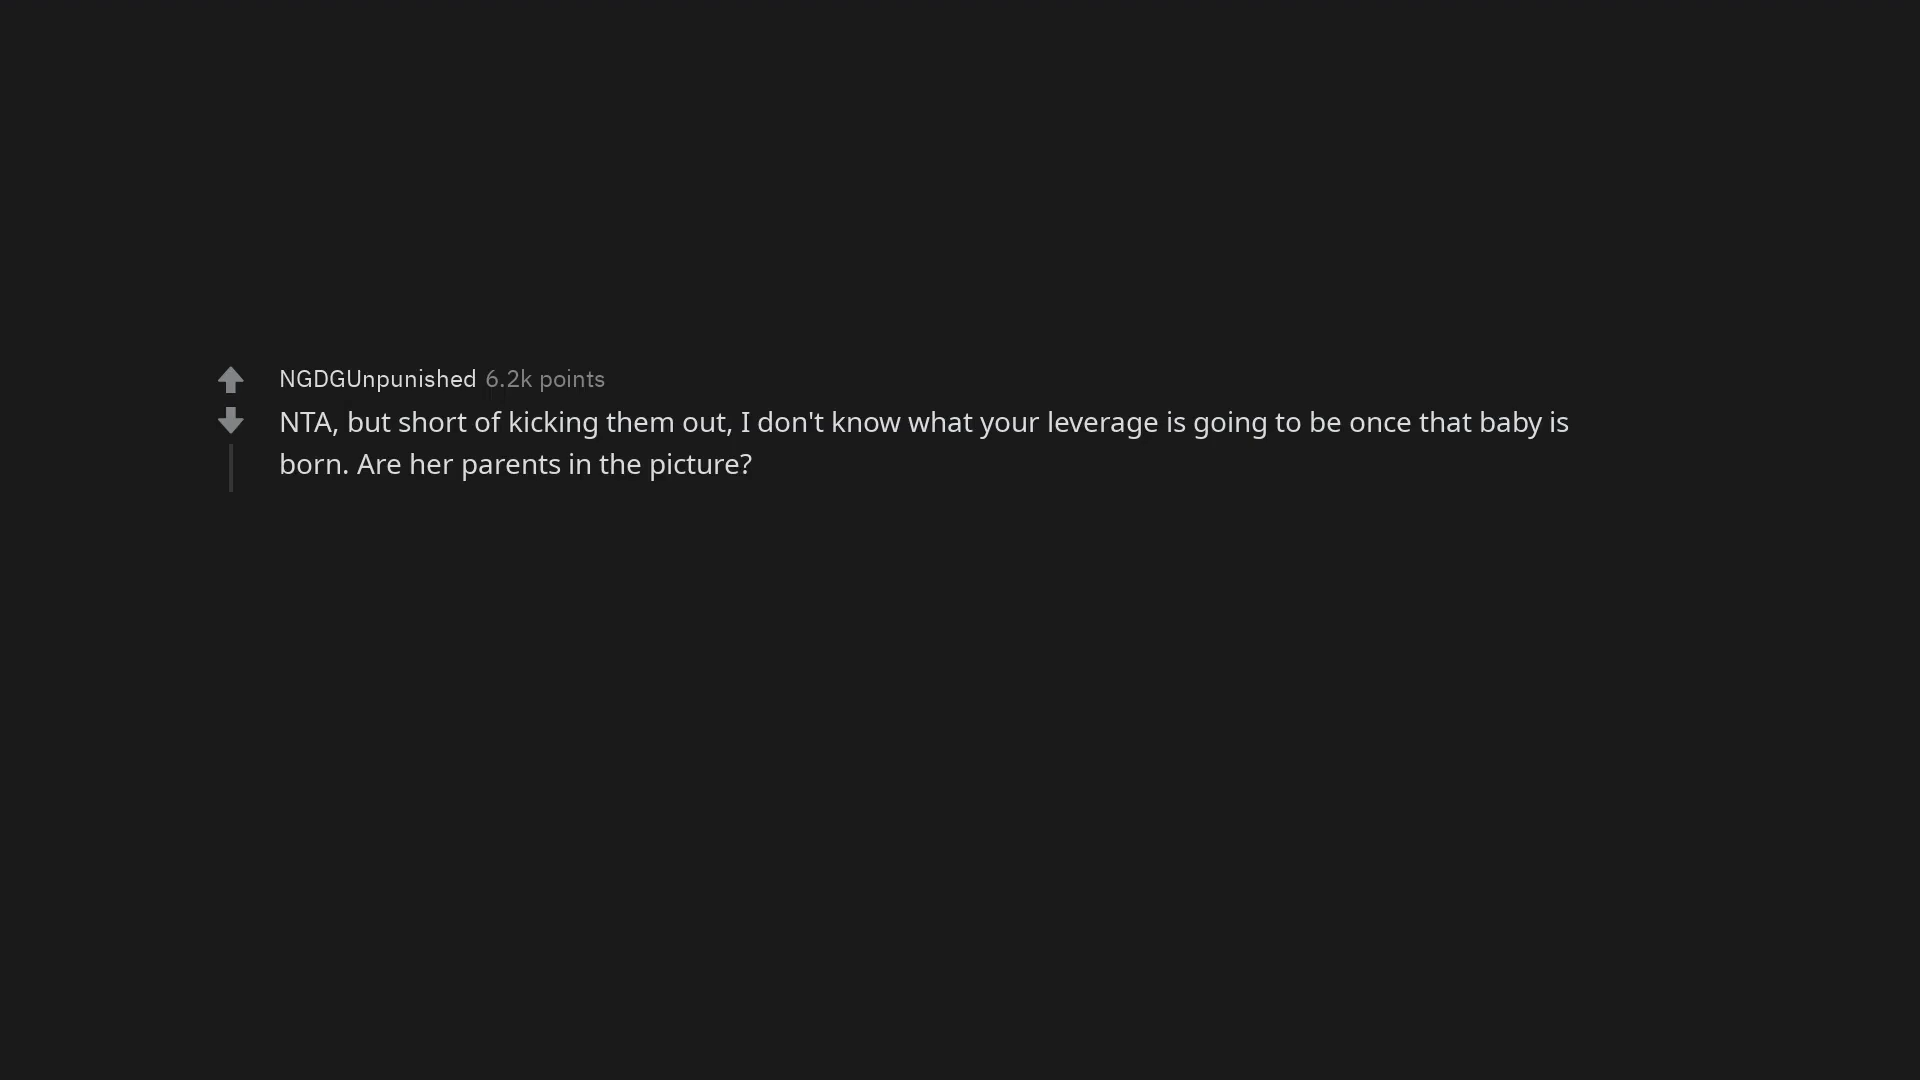 NGDGUnpunished 6.2k points
NTA, but short of kicking them out, I don't know what your leverage is going to be once that baby is
born. Are her parents in the picture?